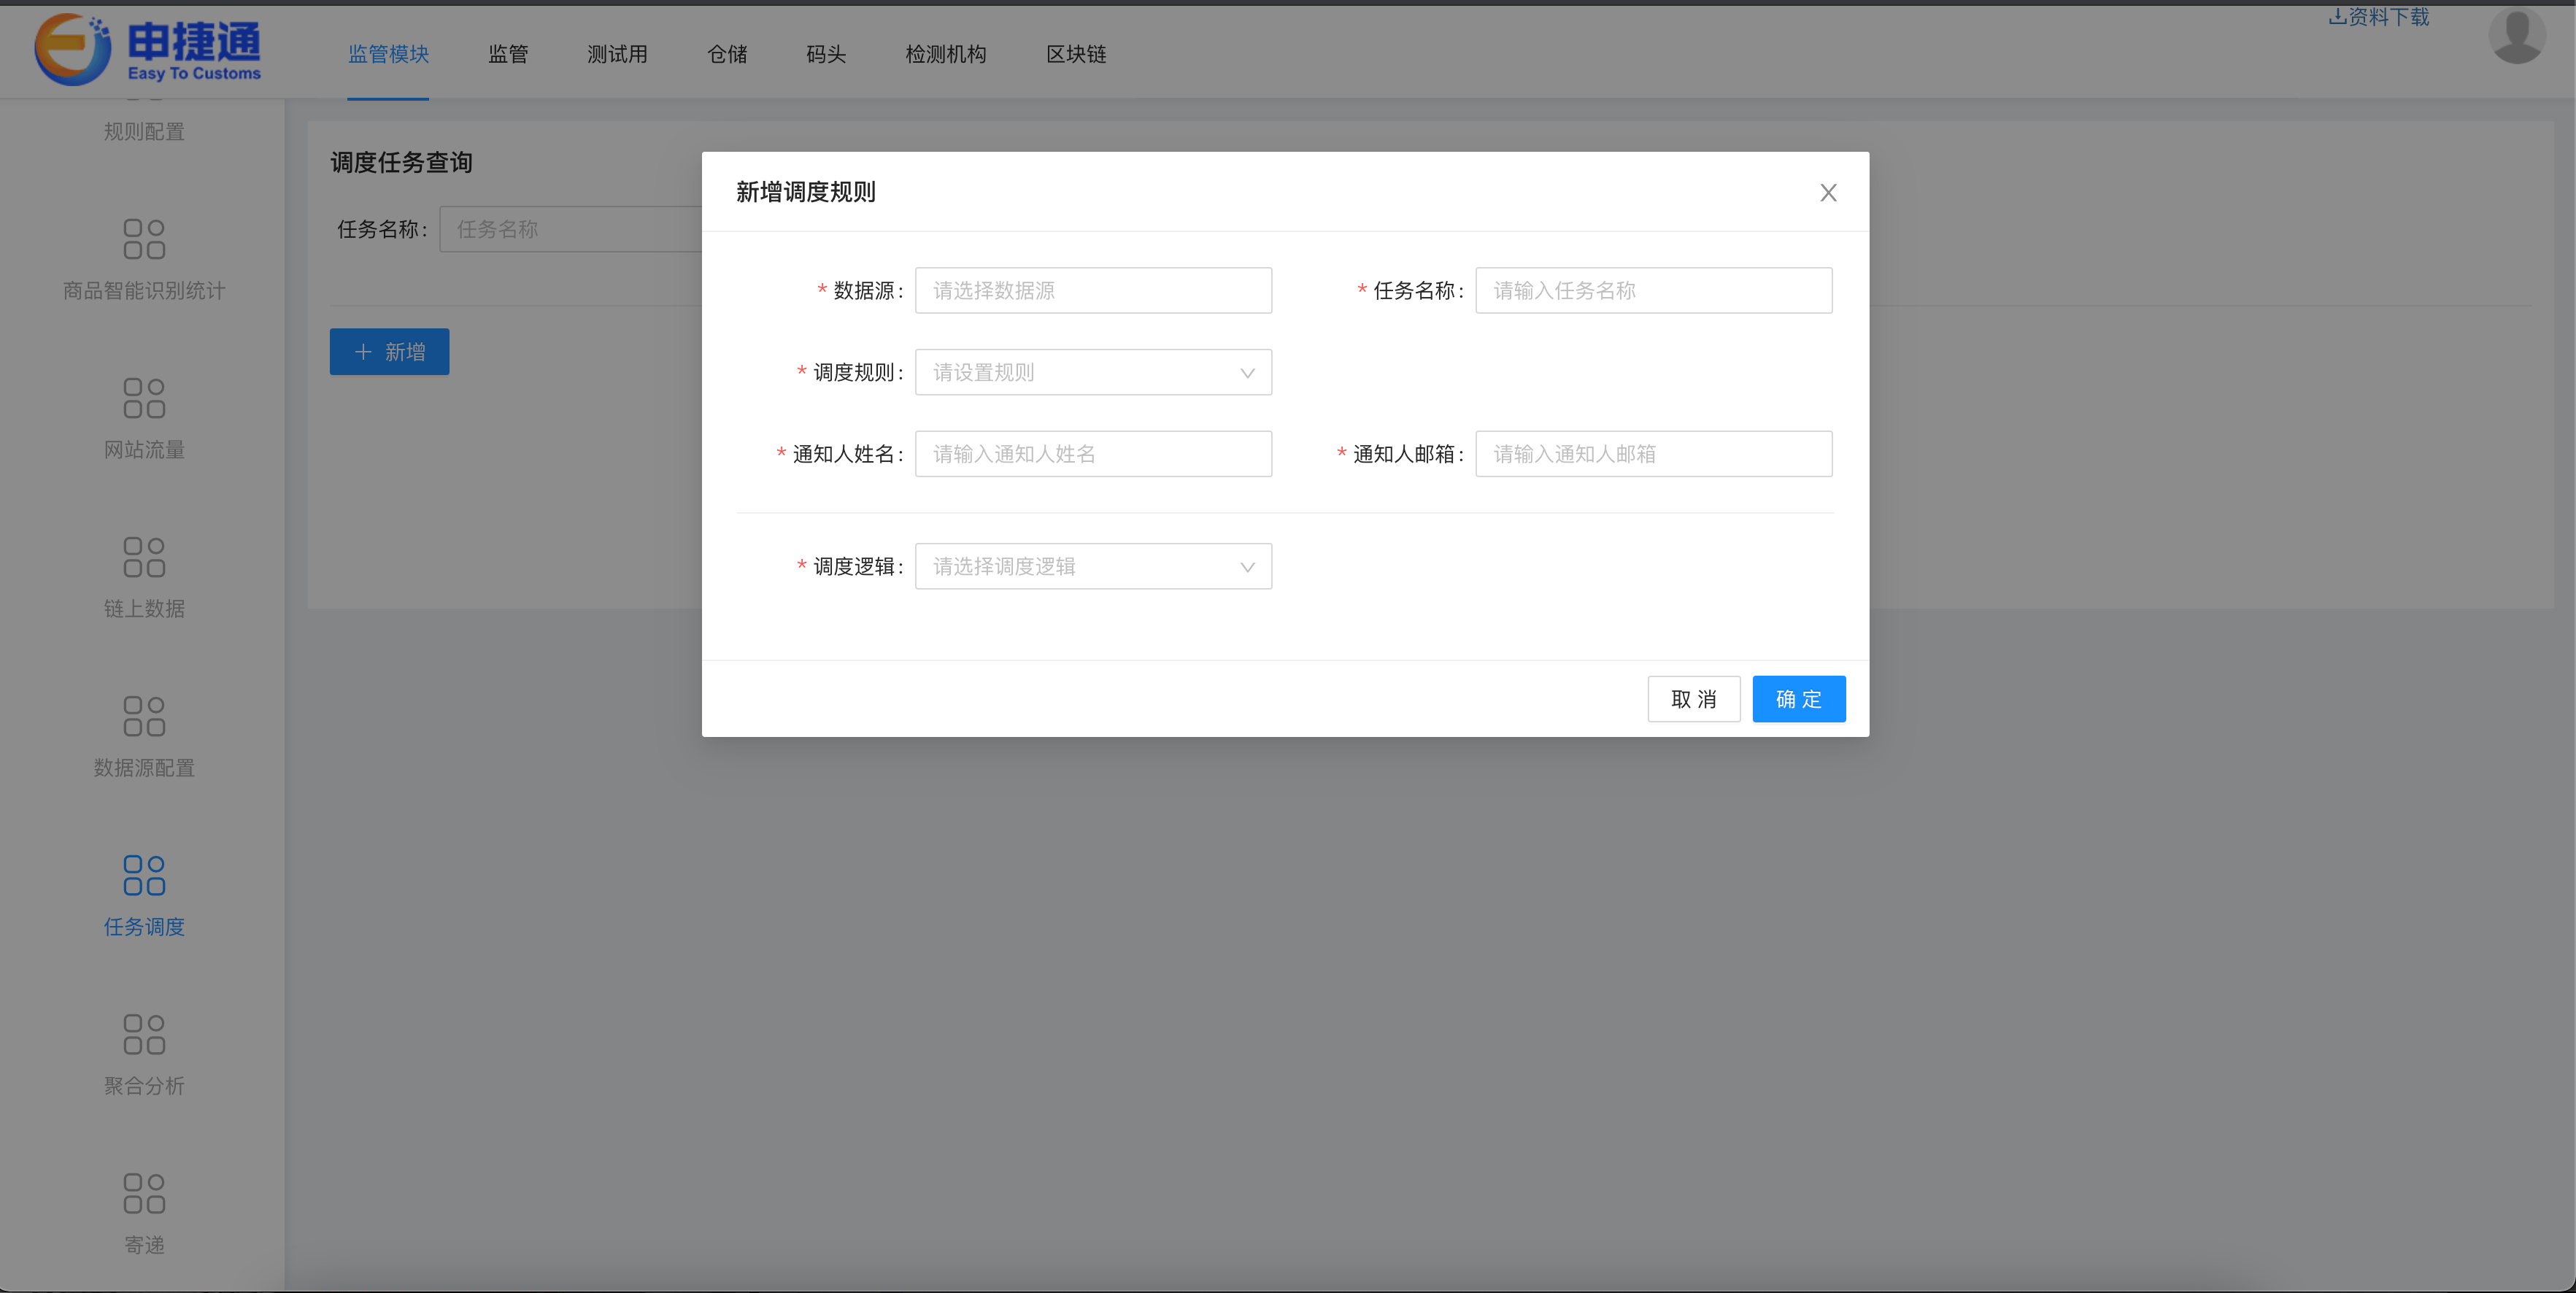 申捷通
Easy To Customs
监管模块 监管 测试用 仓储 码头 检测机构 区块链
资料下载
规则配置
商品智能识别统计
网站流量
链上数据
数据源配置
任务调度
聚合分析
寄递
调度任务查询
任务名称: 任务名称
新增
新增调度规则
* 数据源: 请选择数据源
* 任务名称: 请输入任务名称
* 调度规则: 请设置规则
* 通知人姓名: 请输入通知人姓名
* 通知人邮箱: 请输入通知人邮箱
* 调度逻辑: 请选择调度逻辑
取 消
确 定